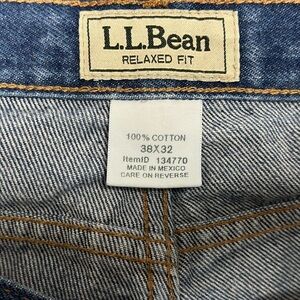 L.L.Bean
RELAXED FIT
100% COTTON
38X32
ItemID 134770
MADE IN MEXICO
CARE ON REVERSE